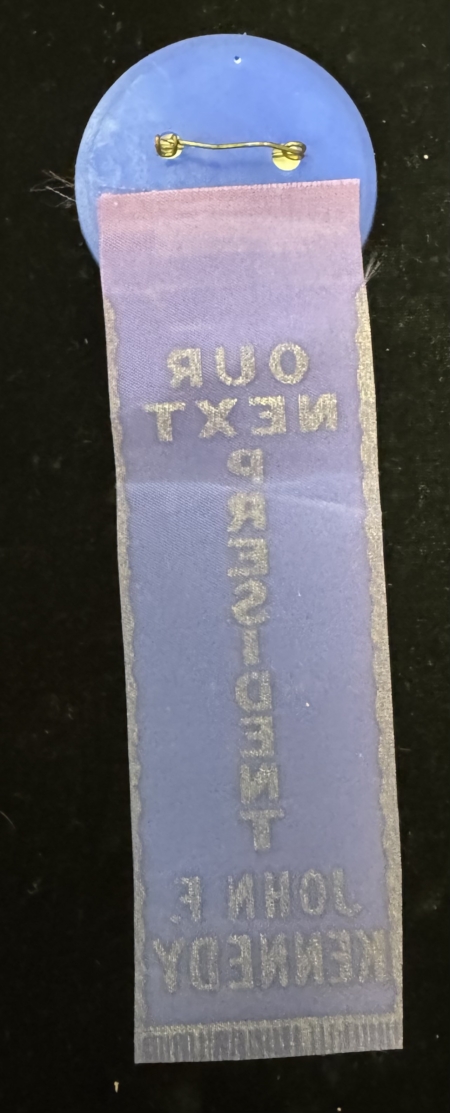 OUR
NEXT
PRESIDENT
JOHN F.
KENNEDY